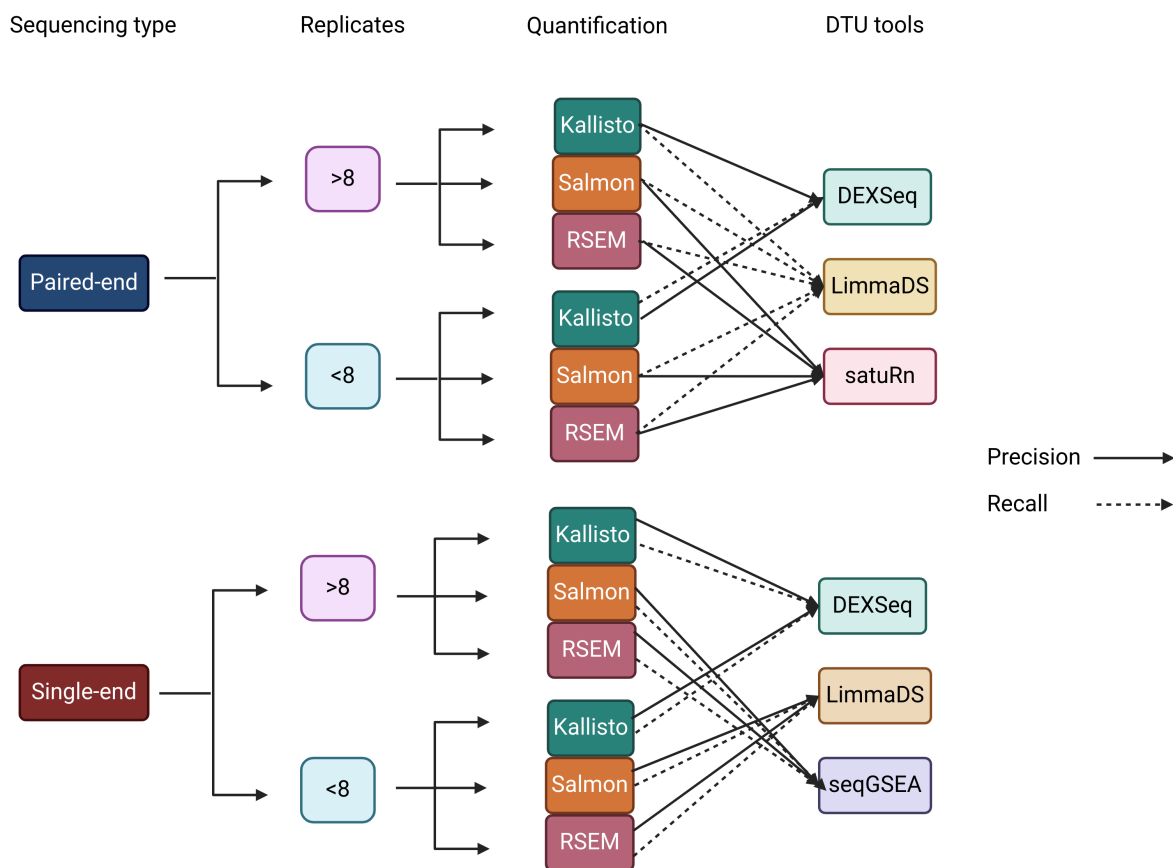 Sequencing type
Replicates
Quantification
DTU tools
Paired-end
>8
<8
Kallisto
Salmon
RSEM
Kallisto
Salmon
RSEM
DEXSeq
LimmaDS
satuRn
Precision
Recall
Single-end
>8
<8
Kallisto
Salmon
RSEM
Kallisto
Salmon
RSEM
DEXSeq
LimmaDS
seqGSEA